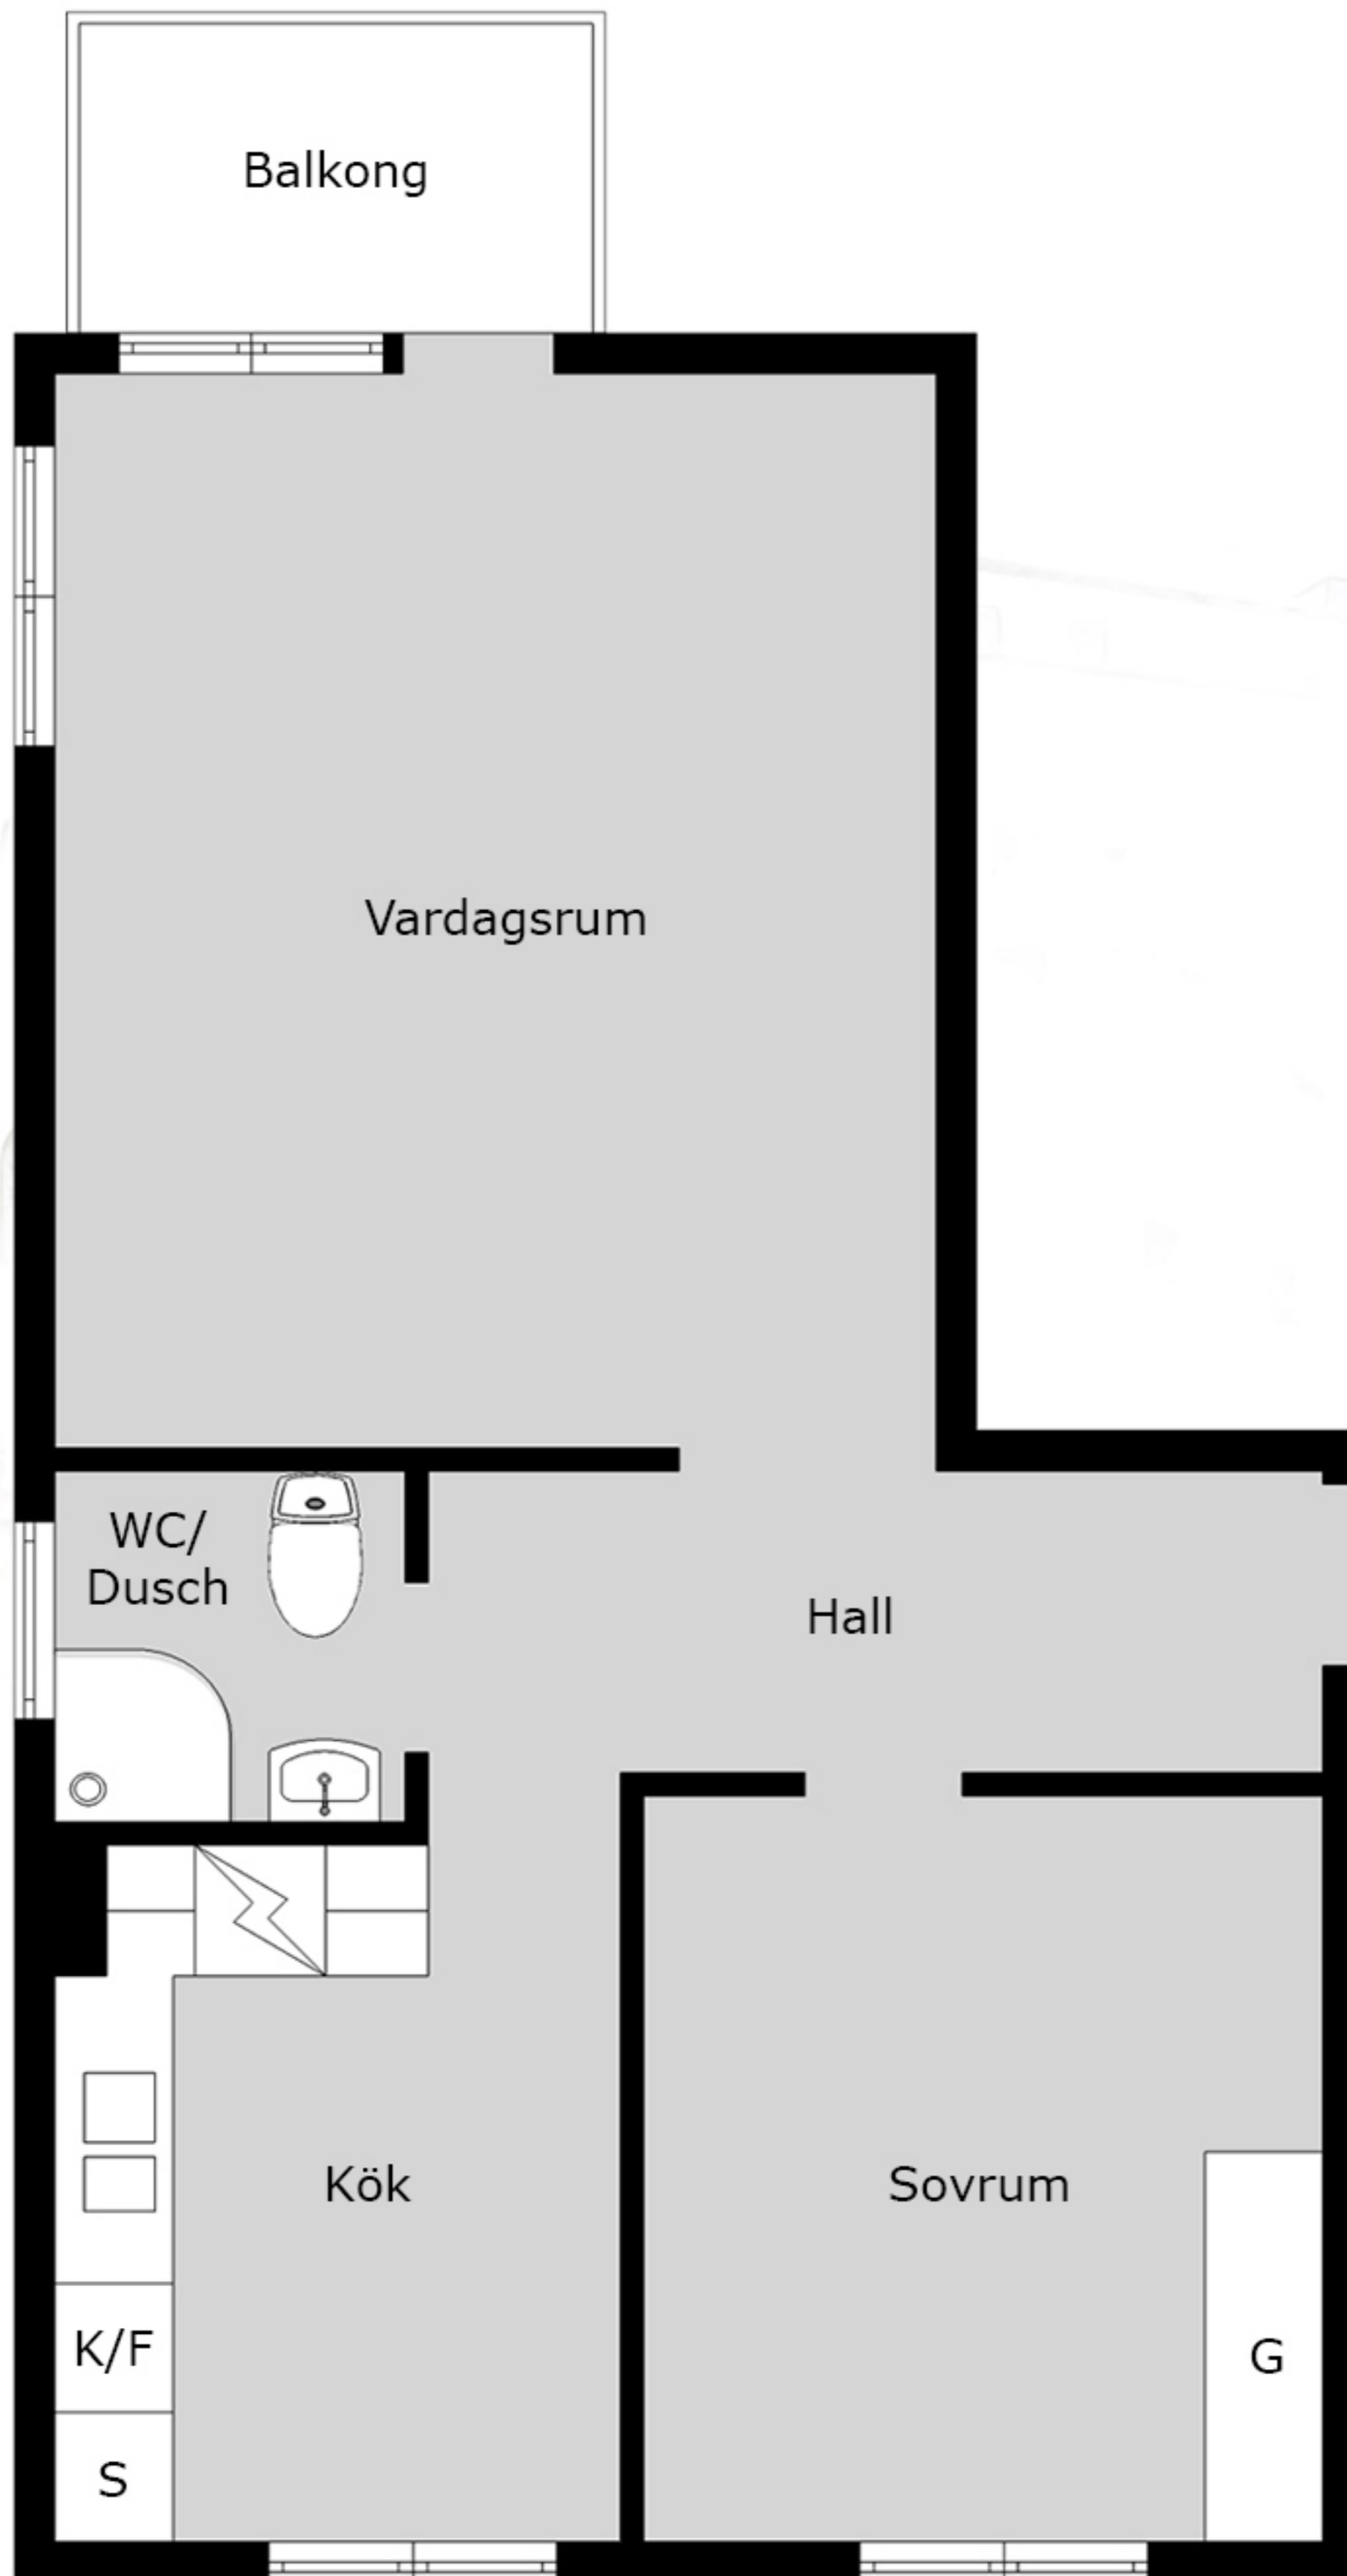 Balkong
Vardagsrum
WC/
Dusch
Hall
Kök
Sovrum
K/F
G
S